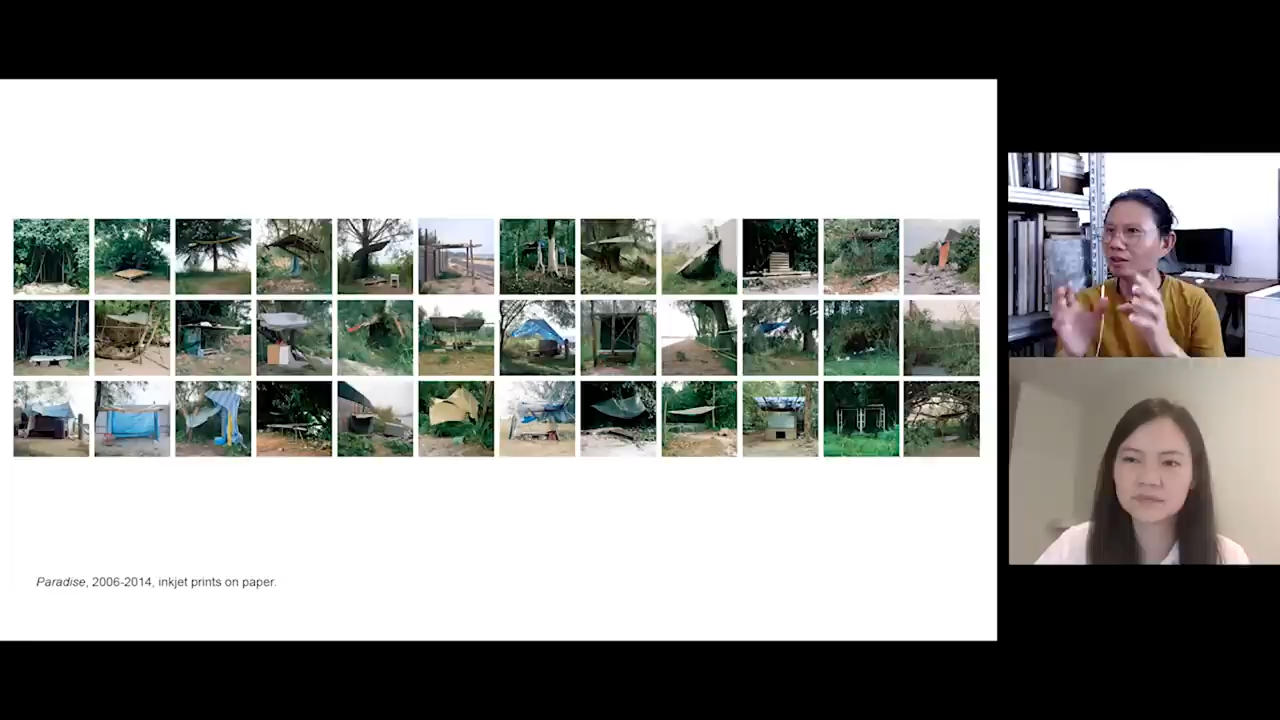 Paradise, 2006-2014, inkjet prints on paper.